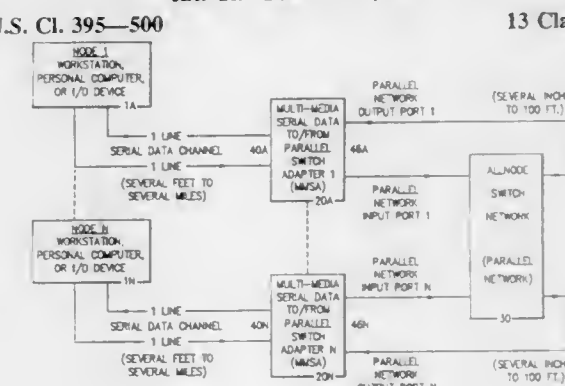 U.S. Cl. 395—500
13 Cla
NODE 1
WORKSTATION,
PERSONAL COMPUTER,
OR I/O DEVICE
1A
1 LINE
SERIAL DATA CHANNEL
1 LINE
(SEVERAL FEET TO
SEVERAL MILES)
40A
MULTI-MEDIA
SERIAL DATA
TO/FROM
PARALLEL
SWITCH
ADAPTER 1
(MMSA)
20A
46A
PARALLEL
NETWORK
OUTPUT PORT 1
(SEVERAL INCH
TO 100 FT.)
PARALLEL
NETWORK
INPUT PORT 1
ALLNODE
SWITCH
NETWORK
(PARALLEL
NETWORK)
30
NODE N
WORKSTATION,
PERSONAL COMPUTER,
OR I/O DEVICE
1N
1 LINE
SERIAL DATA CHANNEL
1 LINE
(SEVERAL FEET TO
SEVERAL MILES)
40N
MULTI-MEDIA
SERIAL DATA
TO/FROM
PARALLEL
SWITCH
ADAPTER N
(MMSA)
20N
46N
PARALLEL
NETWORK
INPUT PORT N
PARALLEL
NETWORK
OUTPUT PORT N
(SEVERAL INCH
TO 100 FT.)